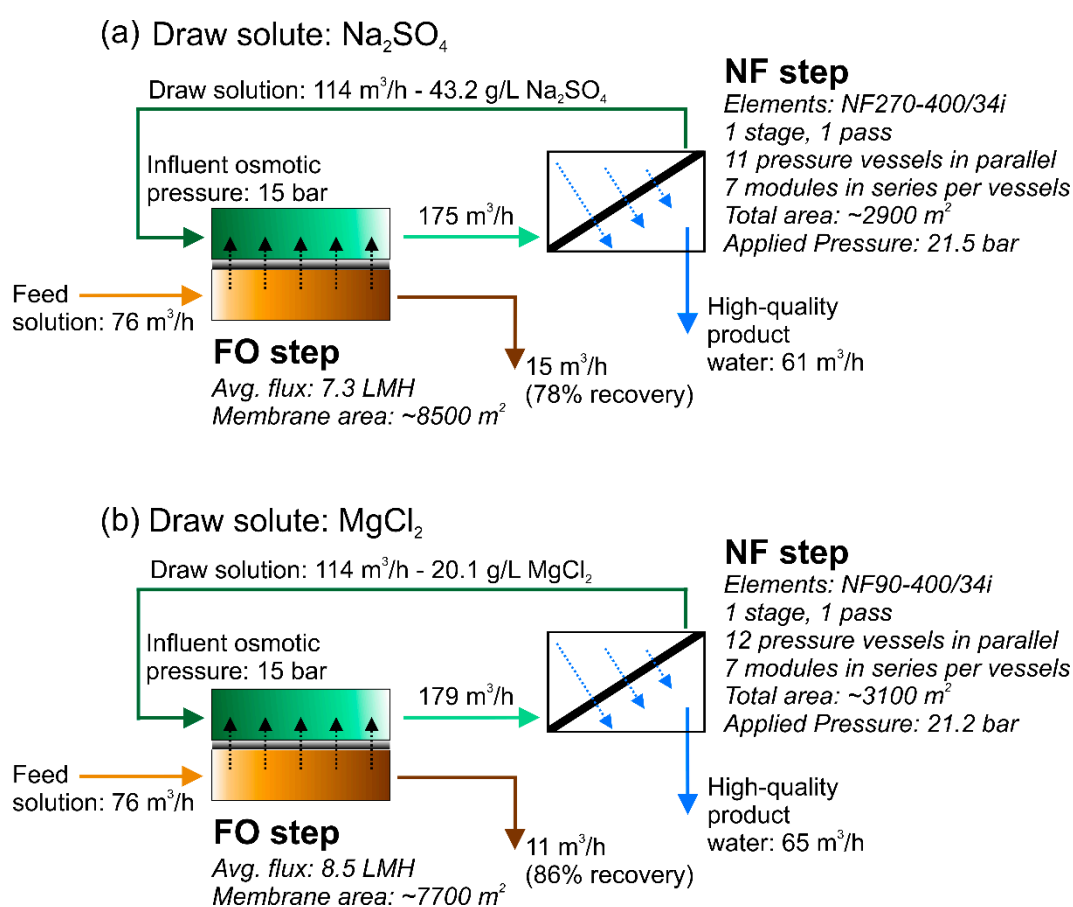 (a) Draw solute: Na₂SO₄
Draw solution: 114 m³/h - 43.2 g/L Na₂SO₄
Influent osmotic
pressure: 15 bar
175 m³/h
Feed
solution: 76 m³/h
FO step
Avg. flux: 7.3 LMH
Membrane area: ~8500 m²
15 m³/h
(78% recovery)
NF step
Elements: NF270-400/34i
1 stage, 1 pass
11 pressure vessels in parallel
7 modules in series per vessels
Total area: ~2900 m²
Applied Pressure: 21.5 bar
High-quality
product
water: 61 m³/h
(b) Draw solute: MgCl₂
Draw solution: 114 m³/h - 20.1 g/L MgCl₂
Influent osmotic
pressure: 15 bar
179 m³/h
Feed
solution: 76 m³/h
FO step
Avg. flux: 8.5 LMH
Membrane area: ~7700 m²
11 m³/h
(86% recovery)
NF step
Elements: NF90-400/34i
1 stage, 1 pass
12 pressure vessels in parallel
7 modules in series per vessels
Total area: ~3100 m²
Applied Pressure: 21.2 bar
High-quality
product
water: 65 m³/h